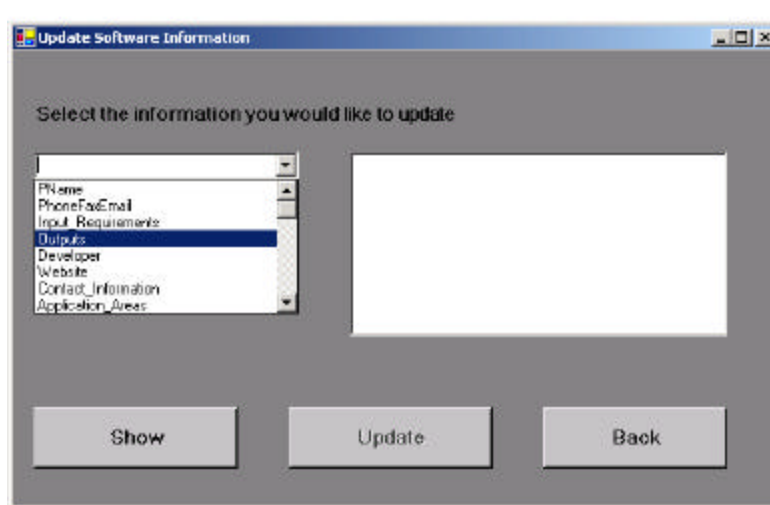 Update Software Information
Select the information you would like to update
PName
PhoneFaxEmail
Input_Requirements
Outputs
Developer
Website
Contact_Information
Application_Areas
Show
Update
Back